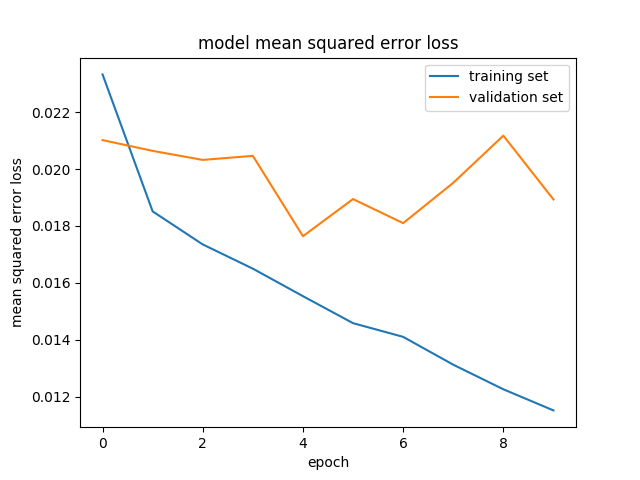 model mean squared error loss
training set
validation set
0.022
0.020
0.018
0.016
0.014
0.012
mean squared error loss
0 2 4 6 8
epoch